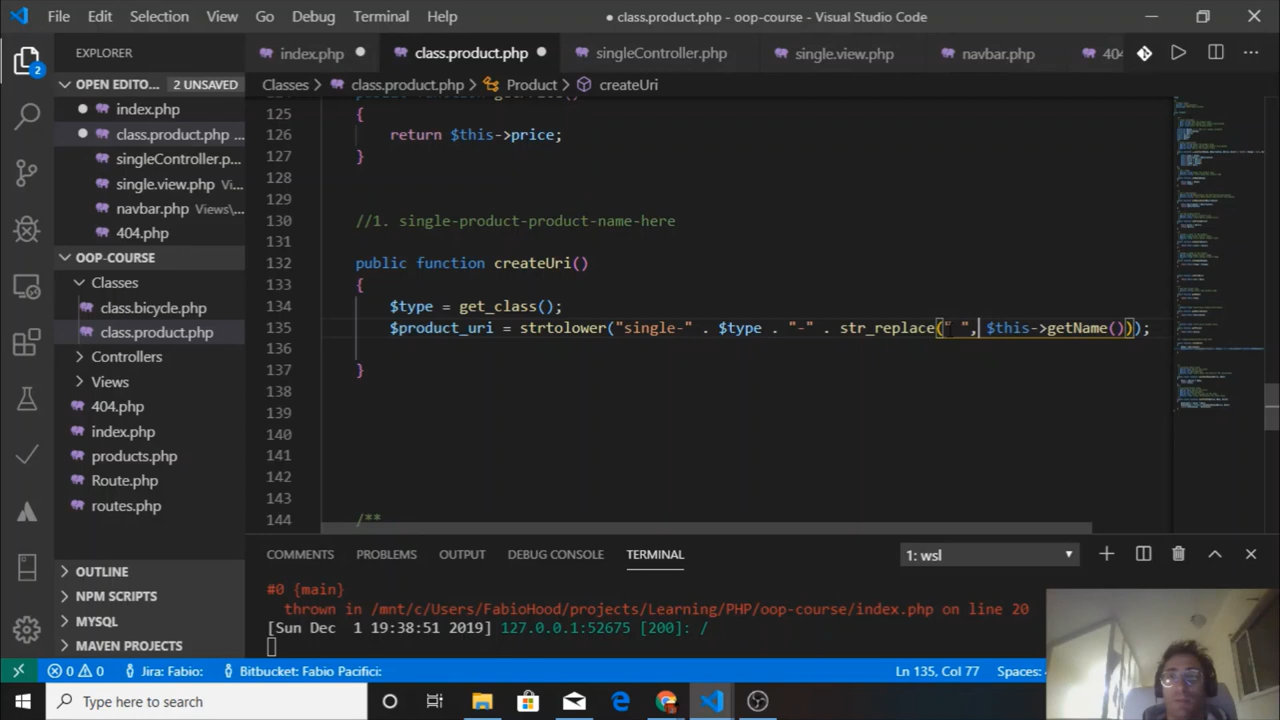 File Edit Selection View Go Debug Terminal Help ● class.product.php - oop-course - Visual Studio Code
EXPLORER
index.php
class.product.php
singleController.php
single.view.php
navbar.php
404
OPEN EDITO... 2 UNSAVED
Classes > class.product.php > Product > createUri
index.php
class.product.php ...
singleController.p...
single.view.php Vi...
navbar.php Views\...
404.php
OOP-COURSE
Classes
class.bicycle.php
class.product.php
Controllers
Views
404.php
index.php
products.php
Route.php
routes.php
OUTLINE
NPM SCRIPTS
MYSQL
MAVEN PROJECTS
125 {
126 return $this->price;
127 }
128
129
130 //1. single-product-product-name-here
131
132 public function createUri()
133 {
134 $type = get_class();
135 $product_uri = strtolower("single-" . $type . "-" . str_replace(" ", $this->getName()));
136
137 }
138
139
140
141
142
143
144 /**
COMMENTS PROBLEMS OUTPUT DEBUG CONSOLE TERMINAL 1: wsl
#0 {main}
thrown in /mnt/c/Users/FabioHood/projects/Learning/PHP/oop-course/index.php on line 20
[Sun Dec 1 19:38:51 2019] 127.0.0.1:52675 [200]: /
0 0 Jira: Fabio: Bitbucket: Fabio Pacifici: Ln 135, Col 77 Spaces:
Type here to search
2